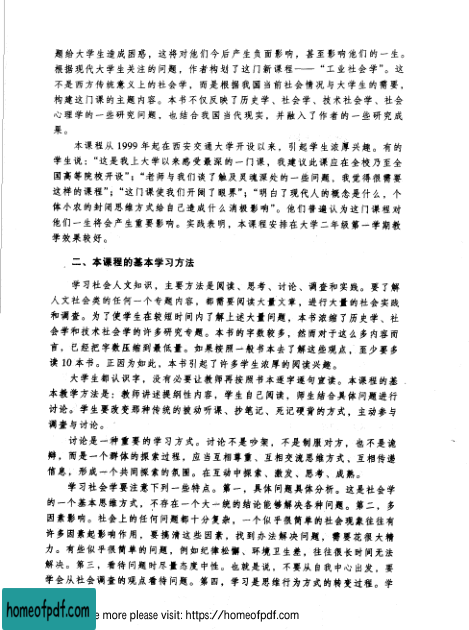 题给大学生造成困惑，这将对他们今后产生负面影响，甚至影响他们的一生。
根据现代大学生关注的问题，作者构划了这门新课程——“工业社会学”。这
不是西方传统意义上的社会学，而是根据我国当前社会情况与大学生的需要，
构建这门课的主题内容。本书不仅反映了历史学、社会学、技术社会学、社会
心理学的一些研究问题，也结合我国当代现实，并融入了作者的一些研究成
果。
本课程从1999年起在西安交通大学开设以来，引起学生浓厚兴趣。有的
学生说：“这是我上大学以来感受最深的一门课，我建议此课应在全校乃至全
国高等院校开设”；“老师与我们谈了触及灵魂深处的一些问题，我觉得很需要
这样的课程”；“这门课使我们开阔了眼界”；“明白了现代人的概念是什么，个
体小农的封闭思维方式给自己造成什么消极影响”。他们普遍认为这门课程对
他们一生将会产生重要影响。实践表明，本课程安排在大学二年级第一学期教
学效果较好。
二、本课程的基本学习方法
学习社会人文知识，主要方法是阅读、思考、讨论、调查和实践。要了解
人文社会类的任何一个专题内容，都需要阅读大量文章，进行大量的社会实践
和调查。为了使学生在较短时间内了解上述大量问题，本书浓缩了历史学、社
会学和技术社会学的许多研究专题。本书的字数较多，然而对于这么多内容而
言，已经把字数压缩到最低量。如果按照一般书本去了解这些观点，至少要多
读10本书。正因为如此，本书引起了许多学生浓厚的阅读兴趣。
大学生都认识字，没有必要让教师再按照书本逐字逐句宣读。本课程的基
本教学方法是：教师讲述提纲性内容，学生自己阅读，师生结合具体问题进行
讨论。学生要改变那种传统的被动听课、抄笔记、死记硬背的方式，主动参与
调查与讨论。
讨论是一种重要的学习方式。讨论不是吵架，不是制服对方，也不是诡
辩，而是一个群体的探索过程，应当互相尊重、互相交流思维方式、互相传递
信息，形成一个共同探索的氛围。在互动中探索、激发、思考、成熟。
学习社会学要注意下列一些特点。第一，具体问题具体分析。这是社会学
的一个基本思维方式，不存在一个大一统的结论能够解决各种问题。第二，多
因素影响。社会上的任何问题都十分复杂，一个似乎很简单的社会现象往往有
许多因素起影响作用，要搞清这些因素，找到办法解决问题，需要花很大精
力。有些似乎很简单的问题，例如纪律松懈、环境卫生差，往往很长时间无法
解决。第三，看待问题时尽量态度中性。也就是说，不要从自我中心出发，要
学会从社会调查的观点看待问题。第四，学习是思维行为方式的转变过程。学
homeofpdf.com
e more please visit: https://homeofpdf.com